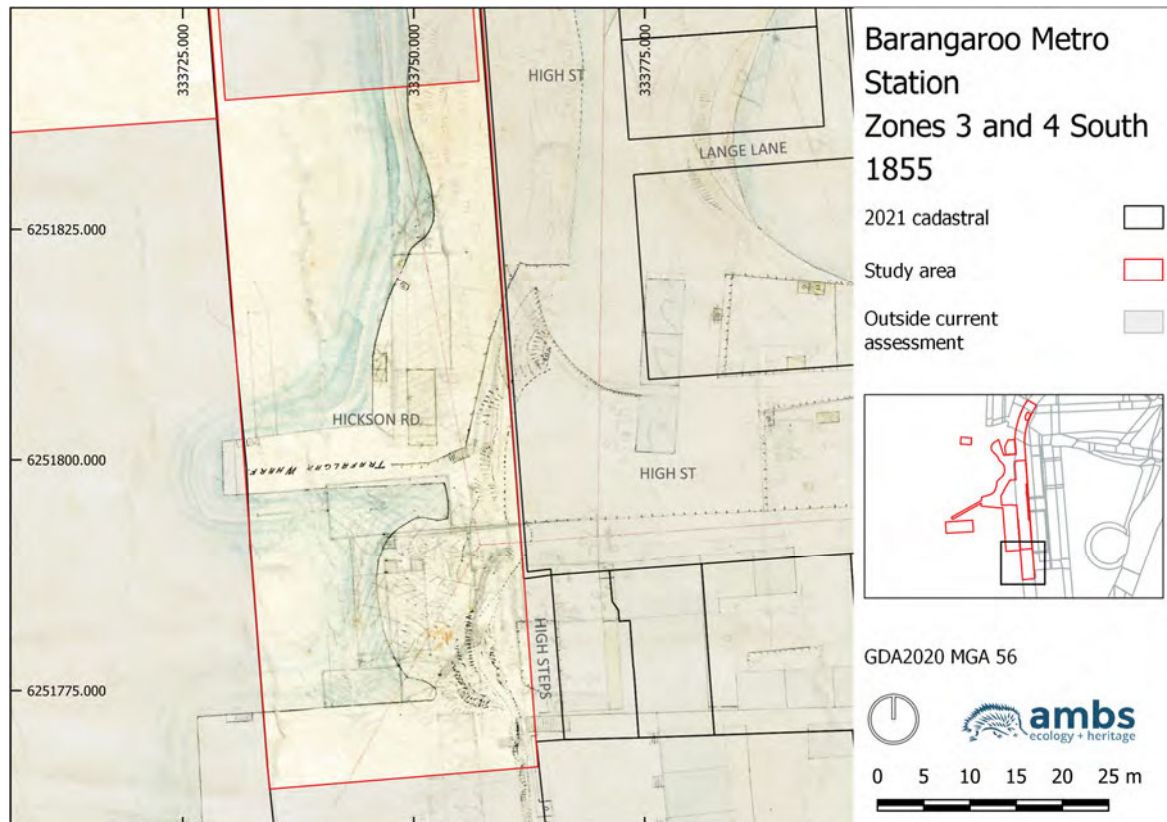 333725.000
333750.000
333775.000
HIGH ST
LANGE LANE
6251825.000
HICKSON RD
6251800.000
TRAFALGAR WHARF
HIGH ST
HIGH STEPS
6251775.000
Barangaroo Metro
Station
Zones 3 and 4 South
1855
2021 cadastral
Study area
Outside current
assessment
GDA2020 MGA 56
ambs
ecology + heritage
0 5 10 15 20 25 m